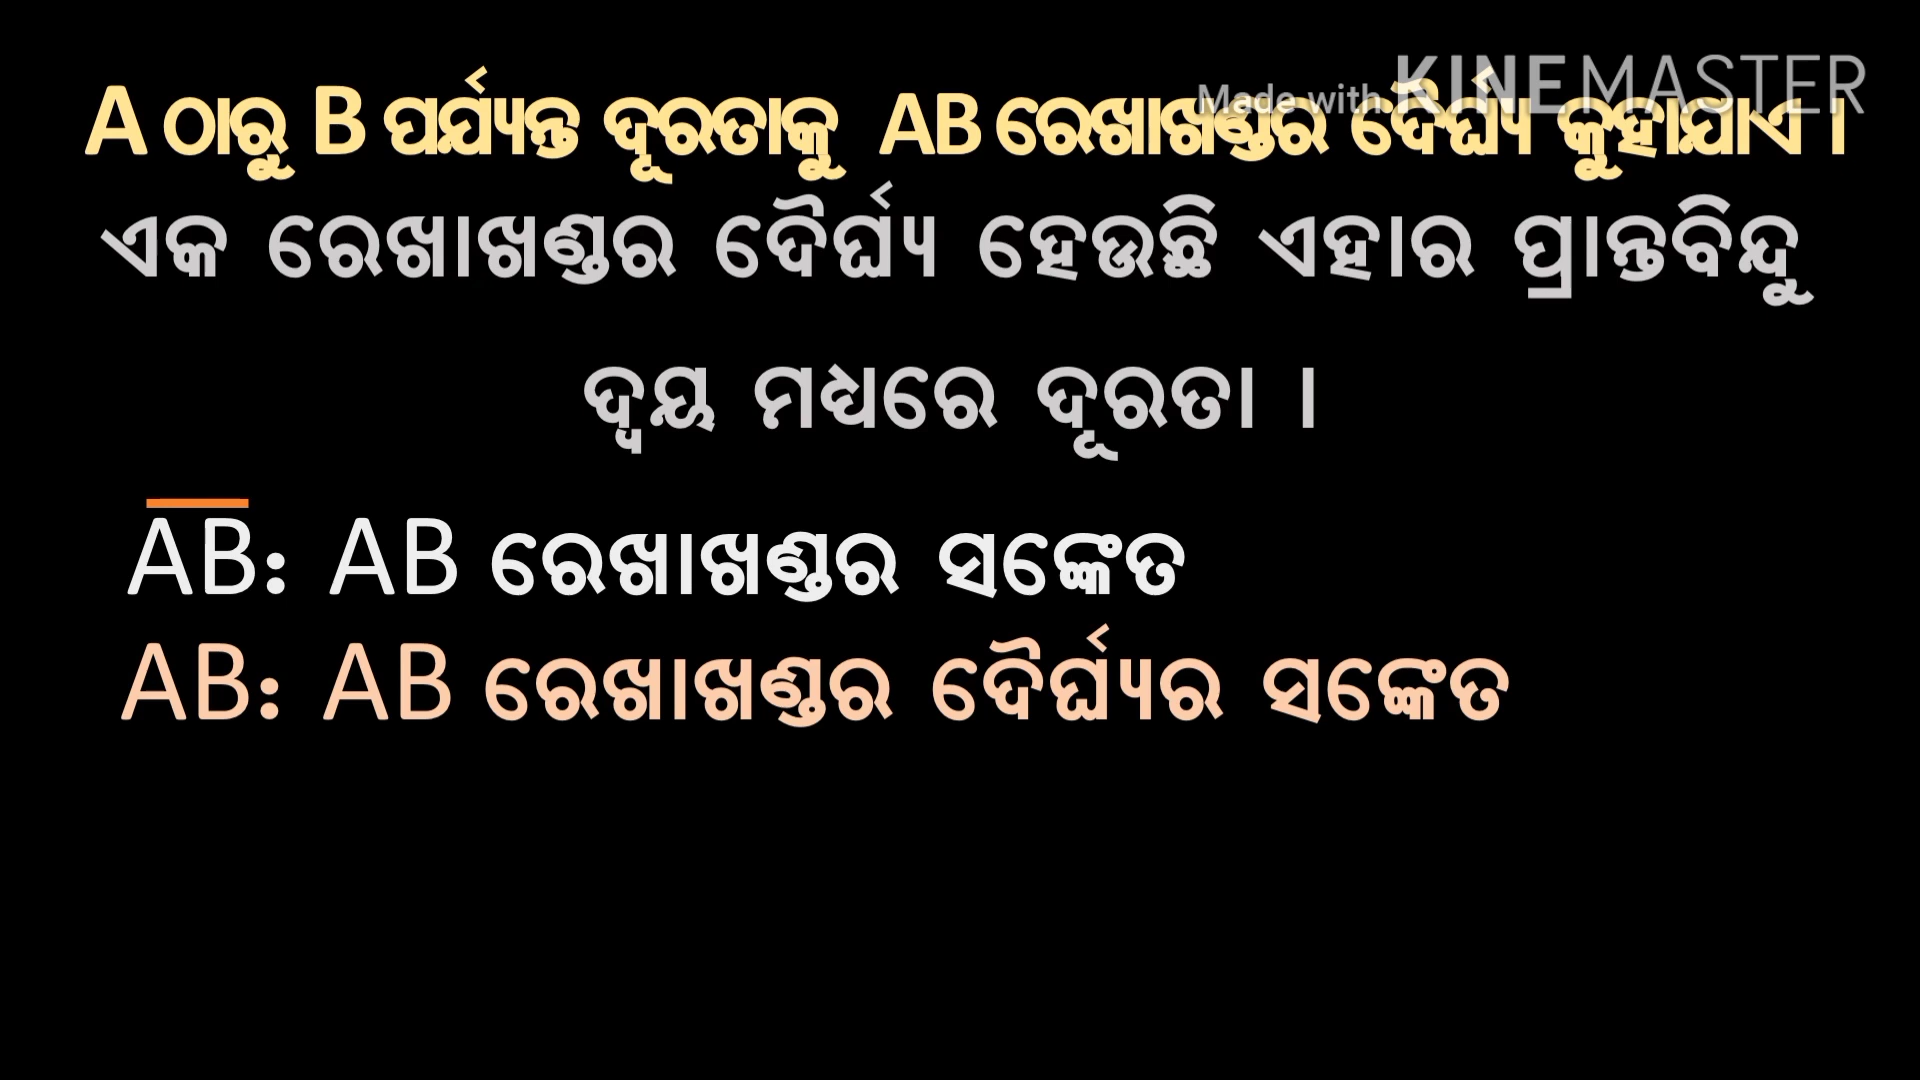 Made with KINEMASTER
A ଠାରୁ B ପର୍ଯ୍ୟନ୍ତ ଦୂରତାକୁ AB ରେଖାଖଣ୍ଡର ଦୈର୍ଘ୍ୟ କୁହାଯାଏ ।
ଏକ ରେଖାଖଣ୍ଡର ଦୈର୍ଘ୍ୟ ହେଉଛି ଏହାର ପ୍ରାନ୍ତବିନ୍ଦୁ
ଦ୍ୱୟ ମଧ୍ୟରେ ଦୂରତା ।
A̅B̅: AB ରେଖାଖଣ୍ଡର ସଙ୍କେତ
AB: AB ରେଖାଖଣ୍ଡର ଦୈର୍ଘ୍ୟର ସଙ୍କେତ